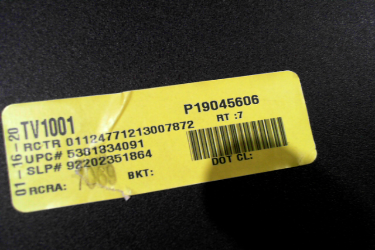 01-16-20
TV1001
P19045606
RCTR 01124771213007872
RT :7
UPC# 5301334091
SLP# 92202351864
DOT CL:
RCRA:
BKT: